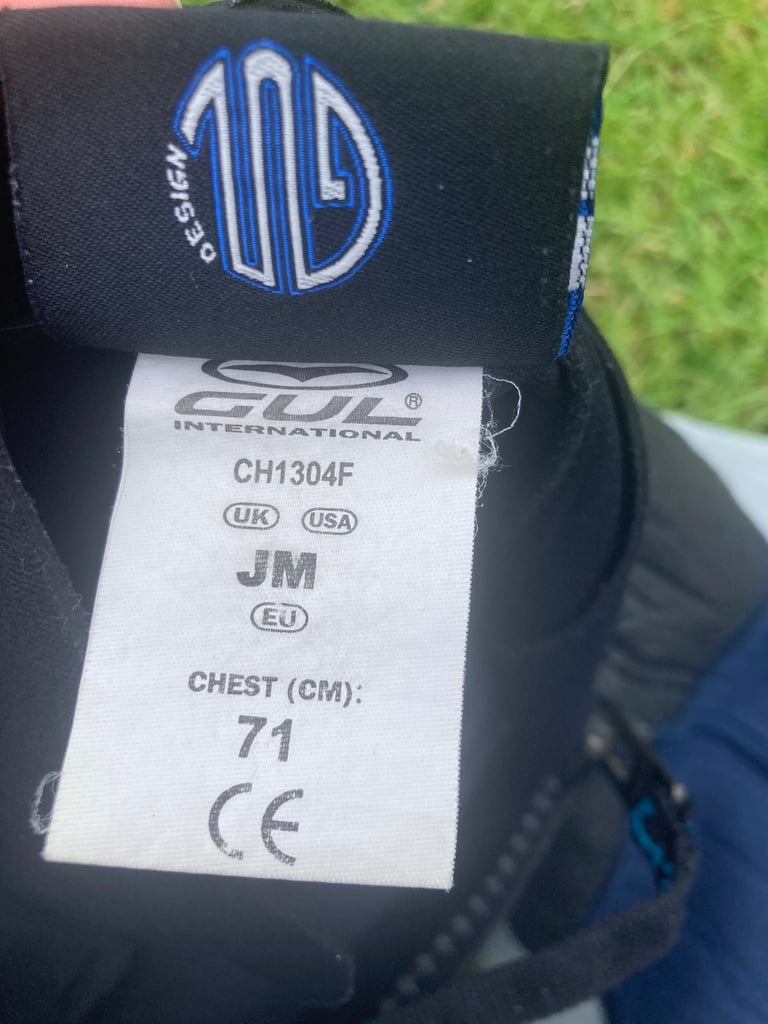 DESIGN
GUL®
INTERNATIONAL
CH1304F
UK USA
JM
EU
CHEST (CM):
71
CE